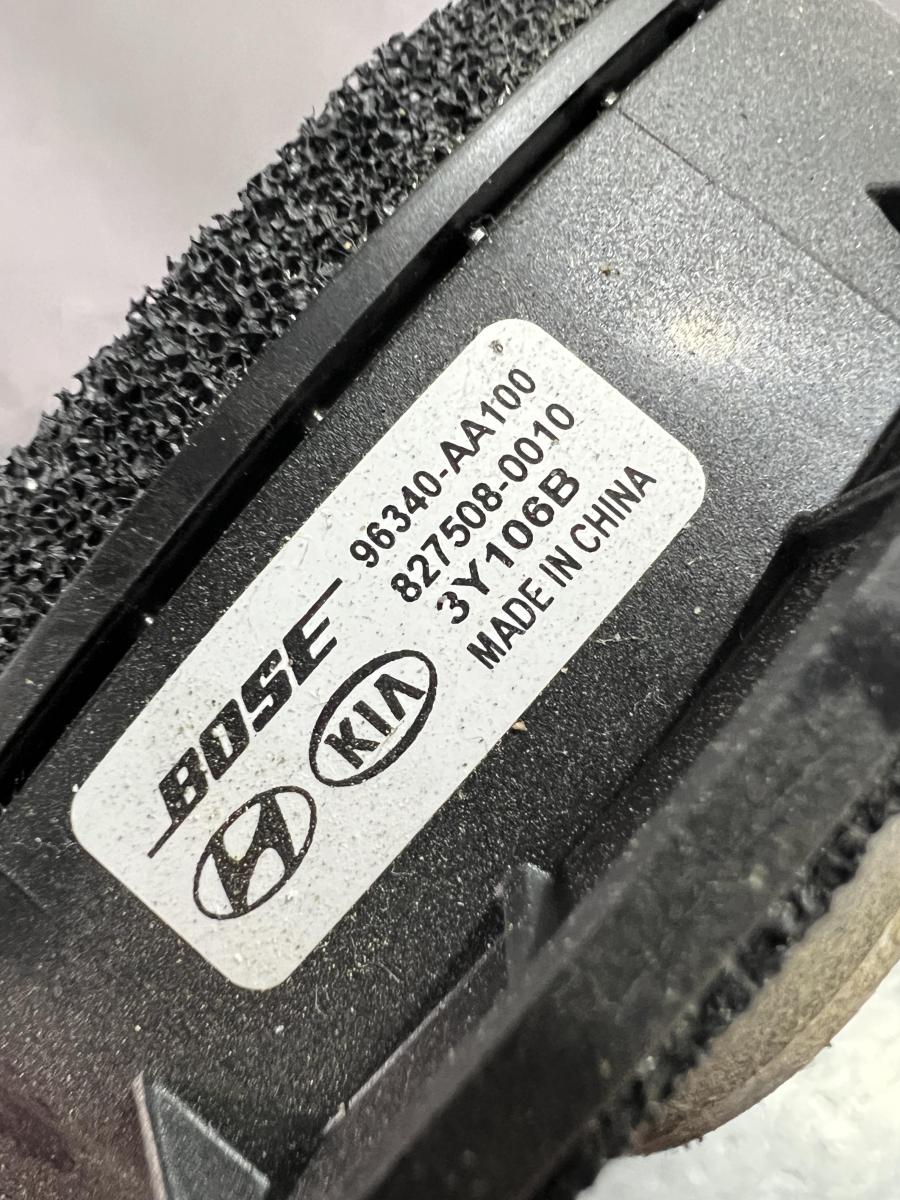 BOSE
KIA
96340-AA100
827508-0010
3Y106B
MADE IN CHINA